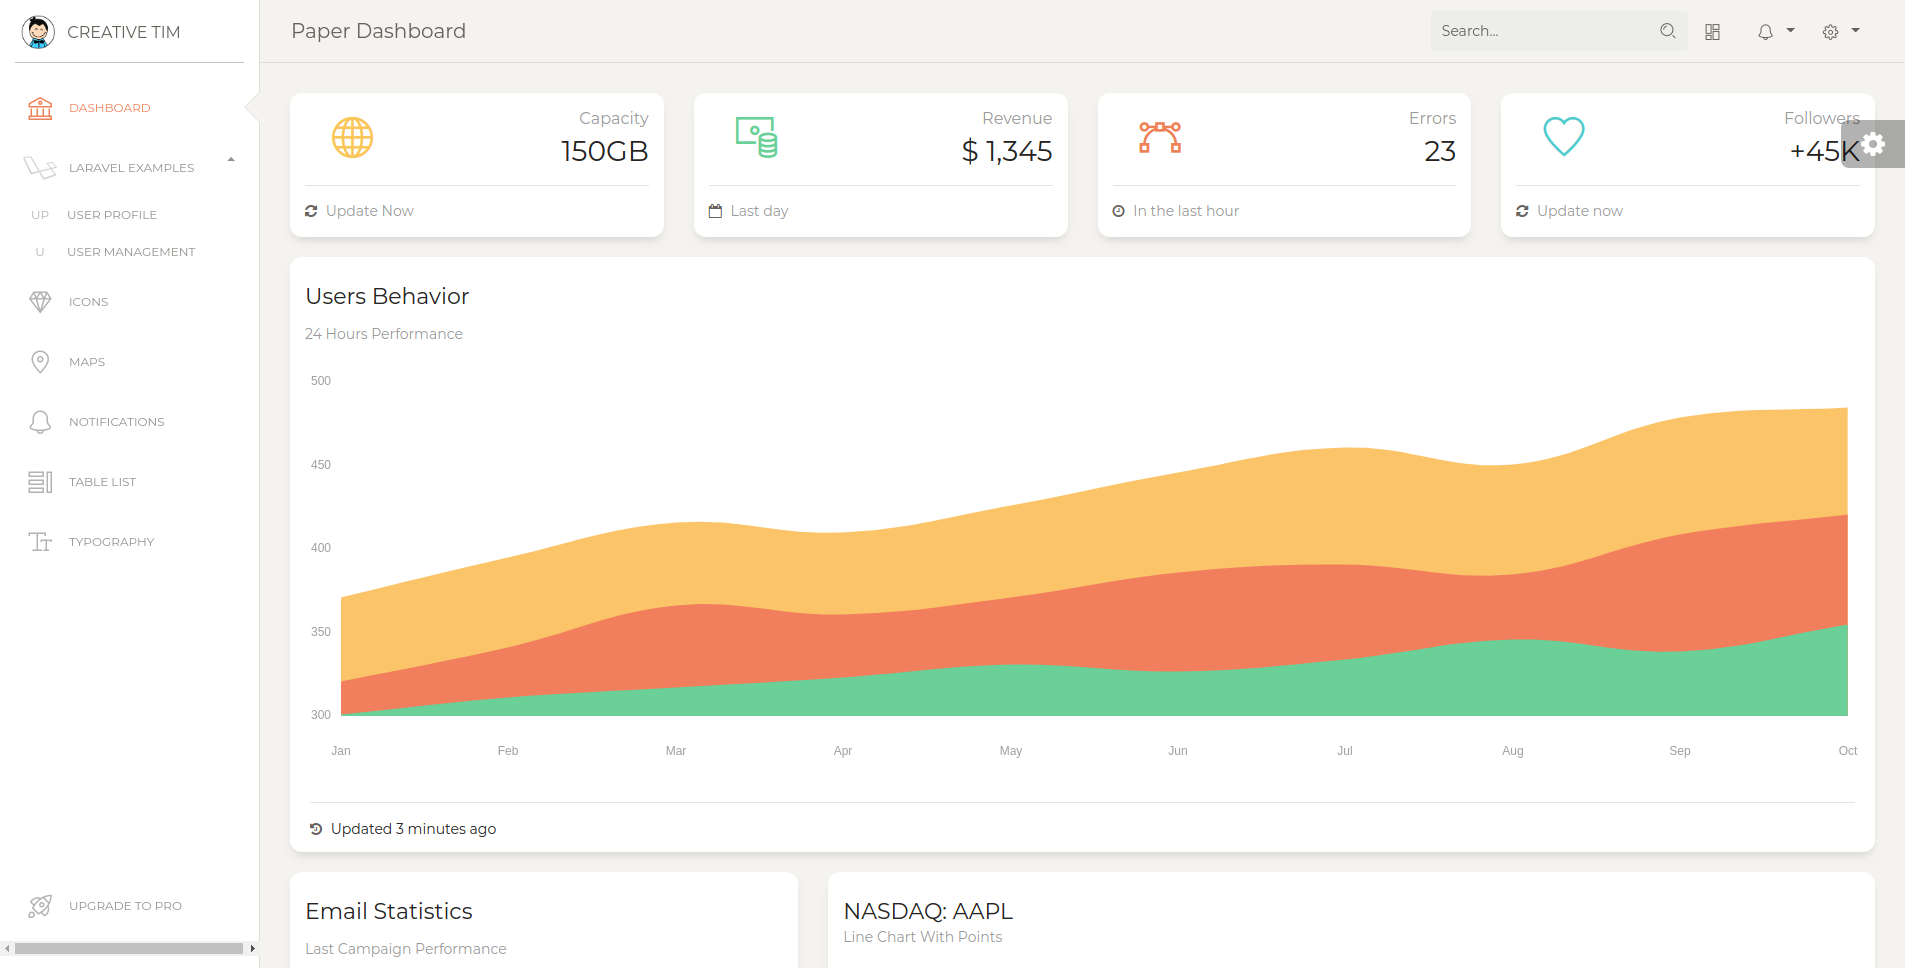 CREATIVE TIM
DASHBOARD
LARAVEL EXAMPLES
UP USER PROFILE
U USER MANAGEMENT
ICONS
MAPS
NOTIFICATIONS
TABLE LIST
TYPOGRAPHY
UPGRADE TO PRO
Paper Dashboard
Search...
Capacity
150GB
Update Now
Revenue
$ 1,345
Last day
Errors
23
In the last hour
Followers
+45K
Update now
Users Behavior
24 Hours Performance
500
450
400
350
300
Jan Feb Mar Apr May Jun Jul Aug Sep Oct
Updated 3 minutes ago
Email Statistics
Last Campaign Performance
NASDAQ: AAPL
Line Chart With Points